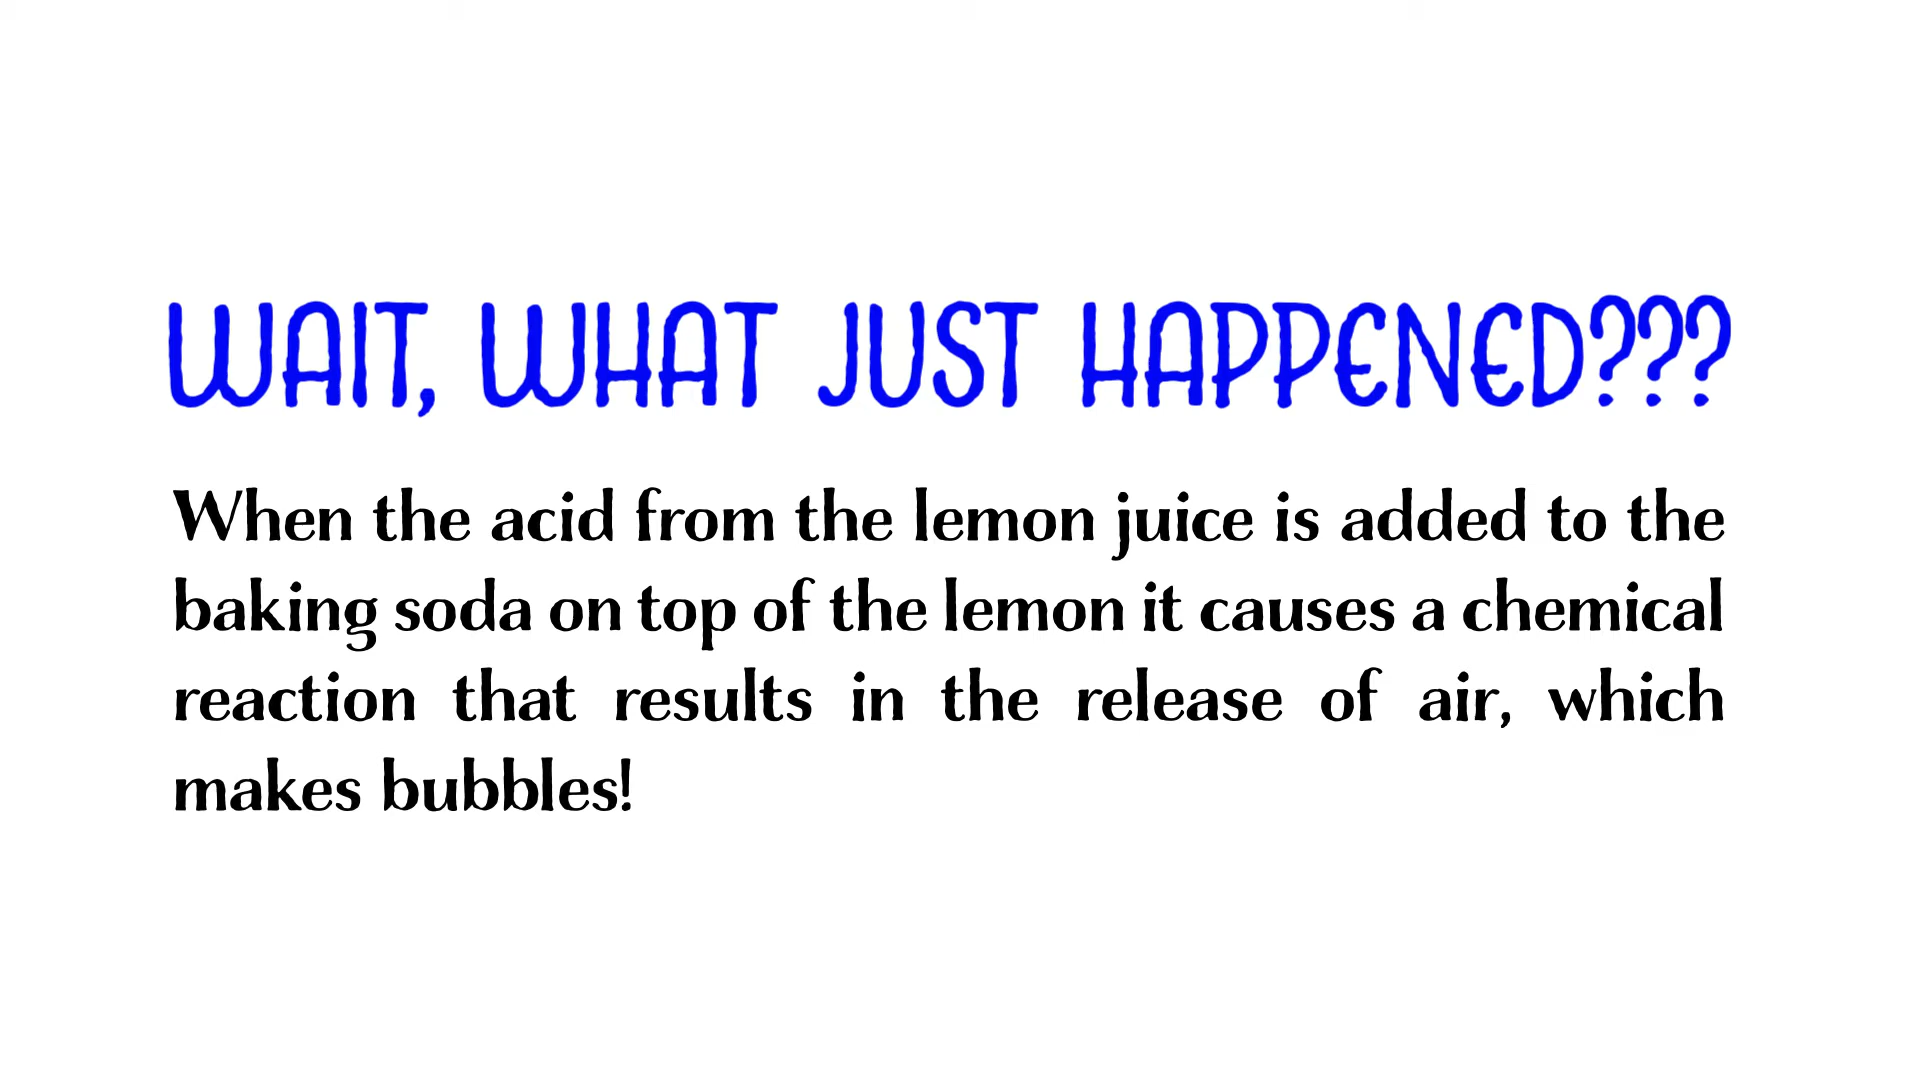 WAIT, WHAT JUST HAPPENED???
When the acid from the lemon juice is added to the
baking soda on top of the lemon it causes a chemical
reaction that results in the release of air, which
makes bubbles!